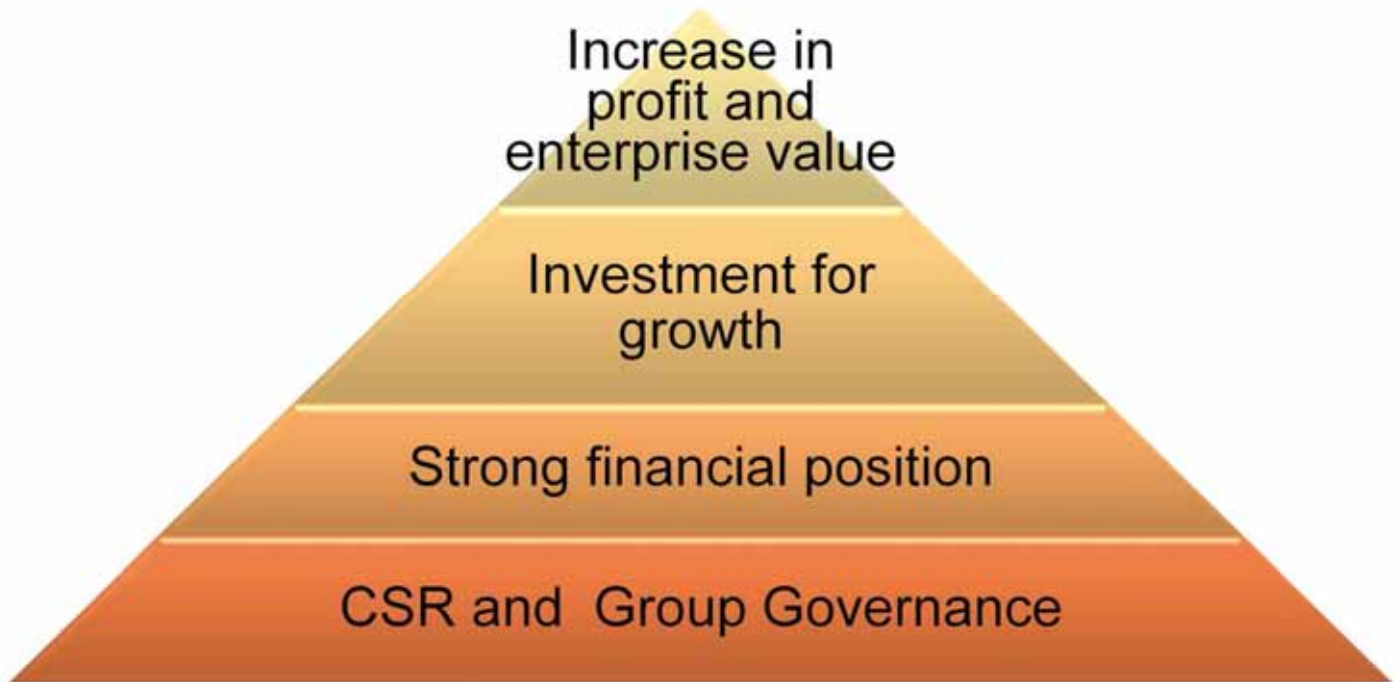 Increase in
profit and
enterprise value
Investment for
growth
Strong financial position
CSR and  Group Governance